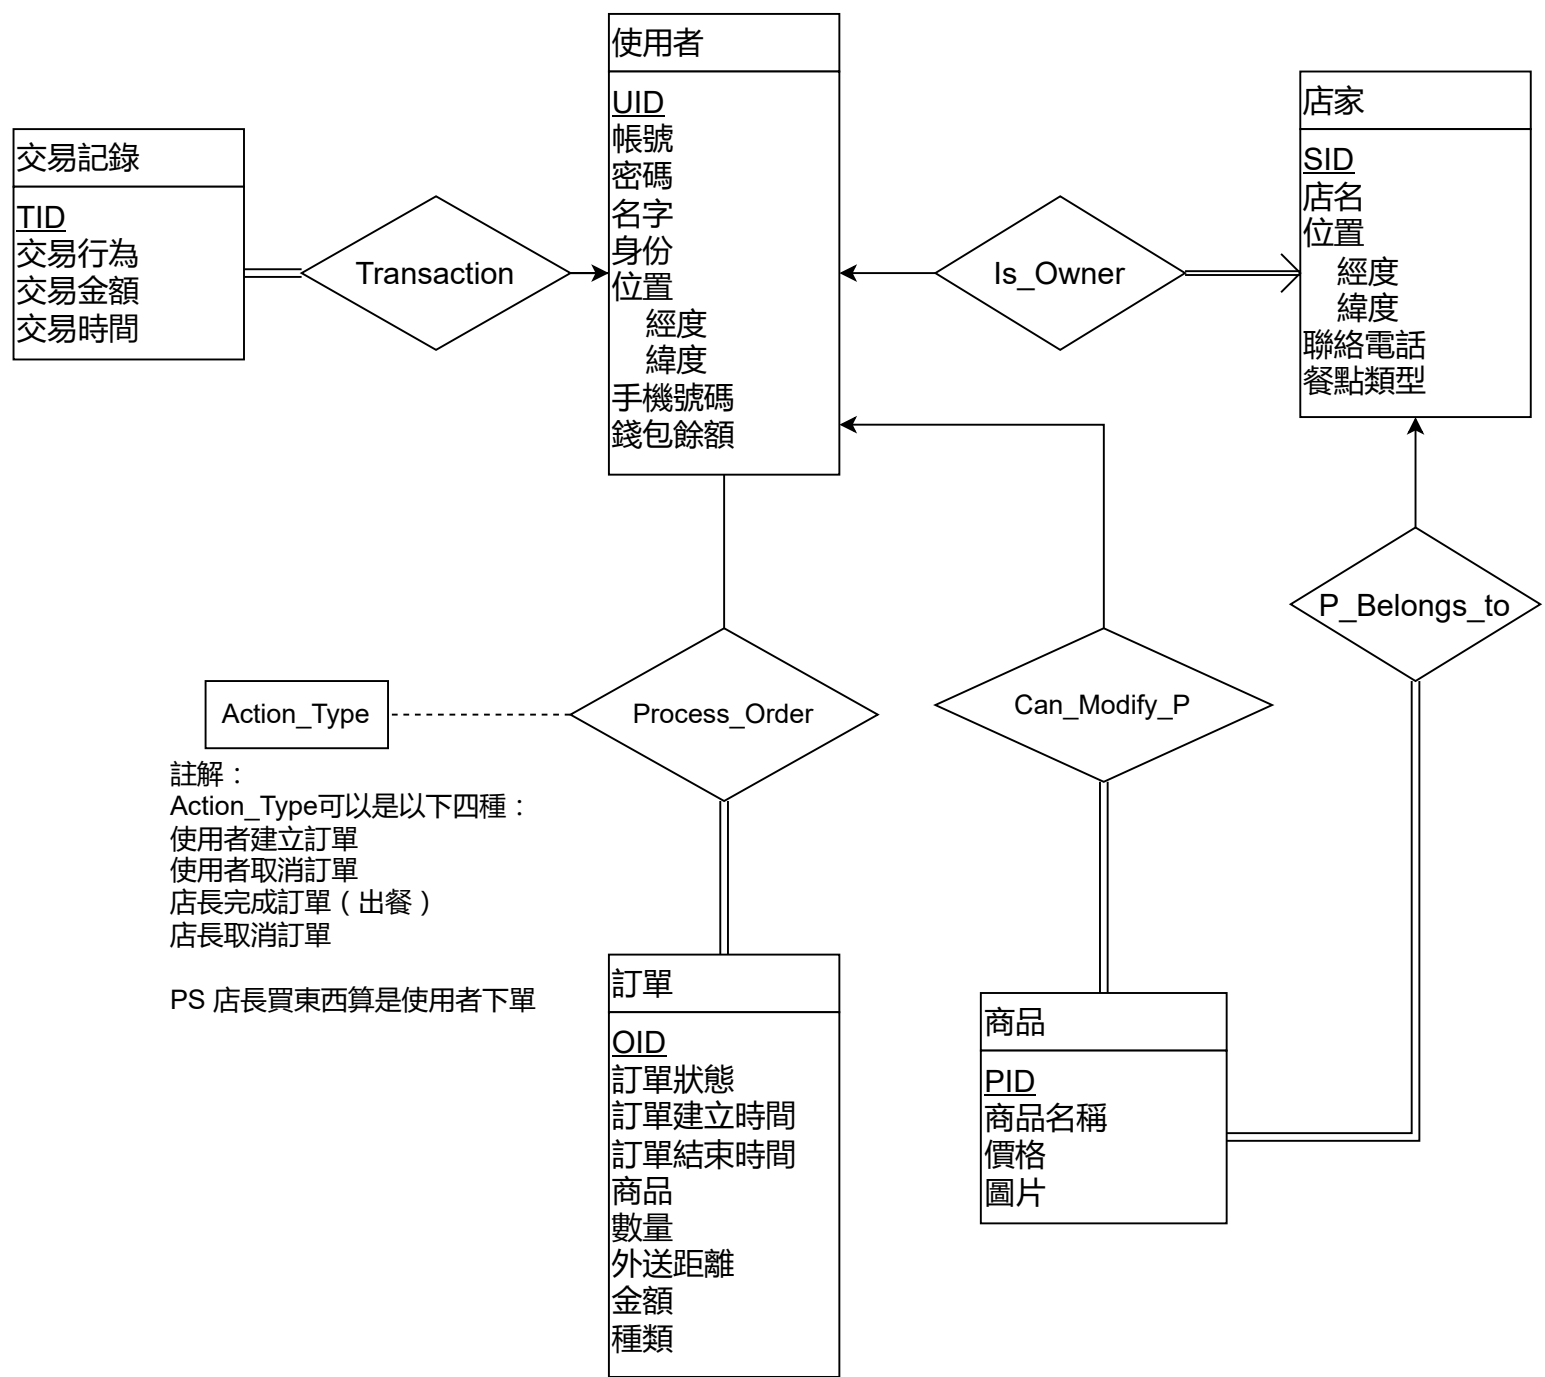 使用者
UID
帳號
密碼
名字
身份
位置
經度
緯度
手機號碼
錢包餘額
店家
SID
店名
位置
經度
緯度
聯絡電話
餐點類型
交易記錄
TID
交易行為
交易金額
交易時間
Transaction
Is_Owner
P_Belongs_to
Action_Type
Process_Order
Can_Modify_P
註解：
Action_Type可以是以下四種：
使用者建立訂單
使用者取消訂單
店長完成訂單（出餐）
店長取消訂單
PS 店長買東西算是使用者下單
訂單
OID
訂單狀態
訂單建立時間
訂單結束時間
商品
數量
外送距離
金額
種類
商品
PID
商品名稱
價格
圖片